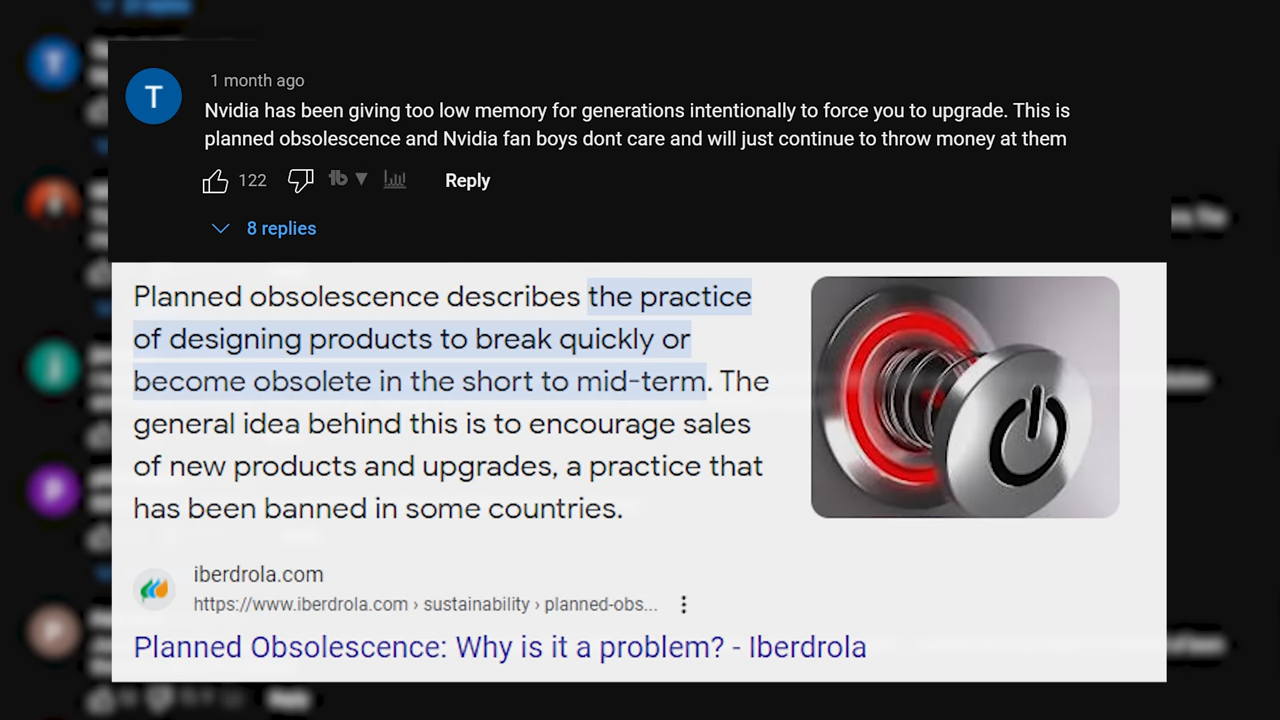 T
1 month ago
Nvidia has been giving too low memory for generations intentionally to force you to upgrade. This is
planned obsolescence and Nvidia fan boys dont care and will just continue to throw money at them
122
Reply
8 replies
Planned obsolescence describes the practice
of designing products to break quickly or
become obsolete in the short to mid-term. The
general idea behind this is to encourage sales
of new products and upgrades, a practice that
has been banned in some countries.
iberdrola.com
https://www.iberdrola.com › sustainability › planned-obs...
Planned Obsolescence: Why is it a problem? - Iberdrola